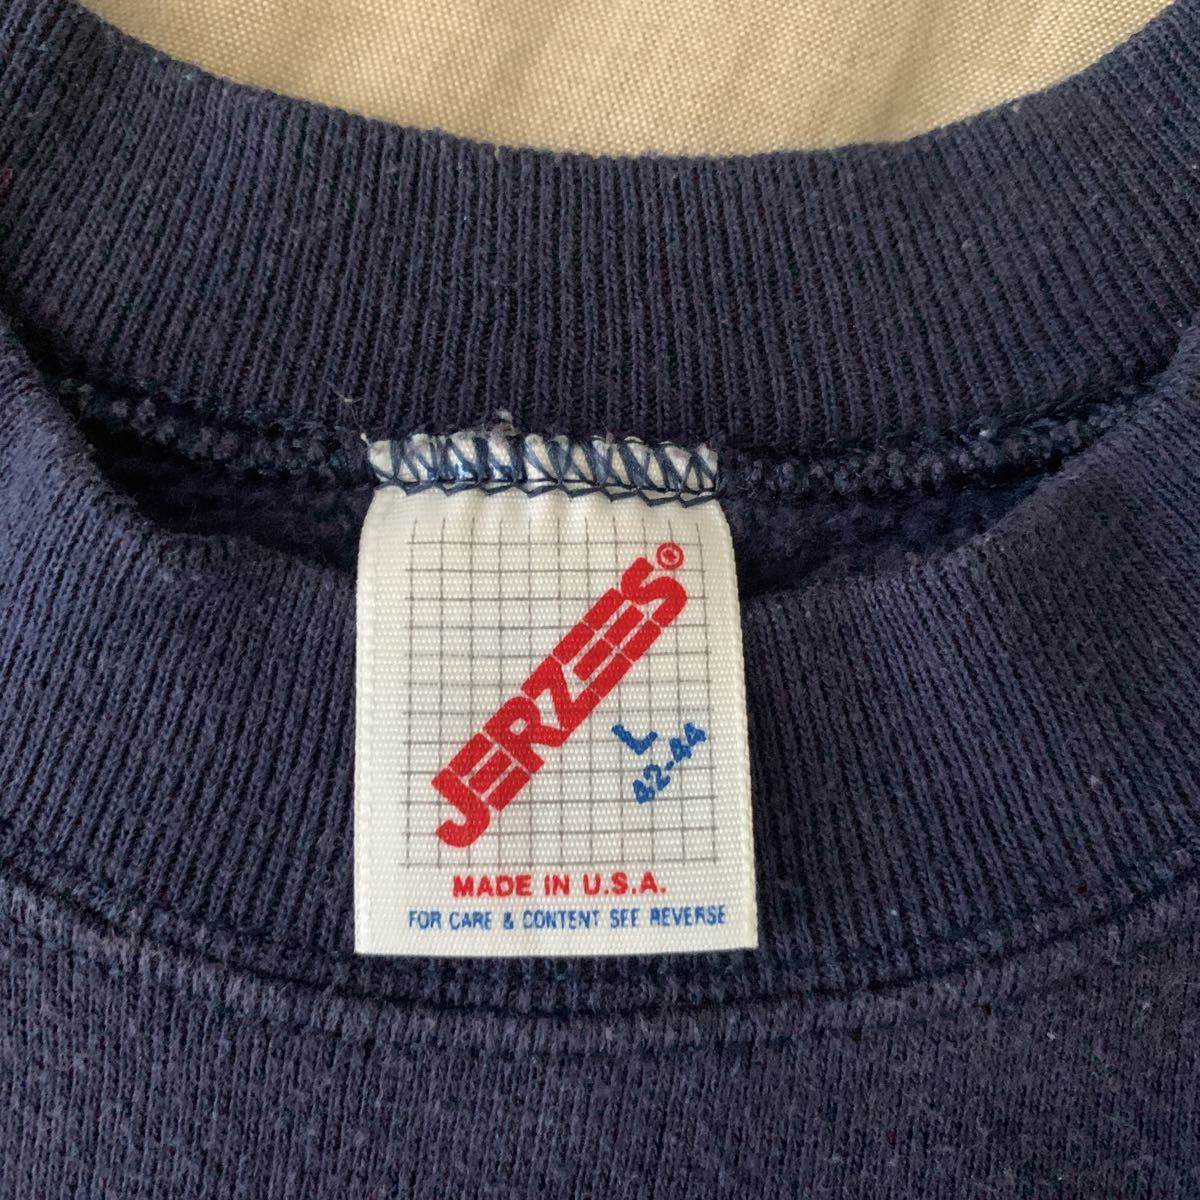 JERZEES®
L
42-44
MADE IN U.S.A.
FOR CARE & CONTENT SEE REVERSE